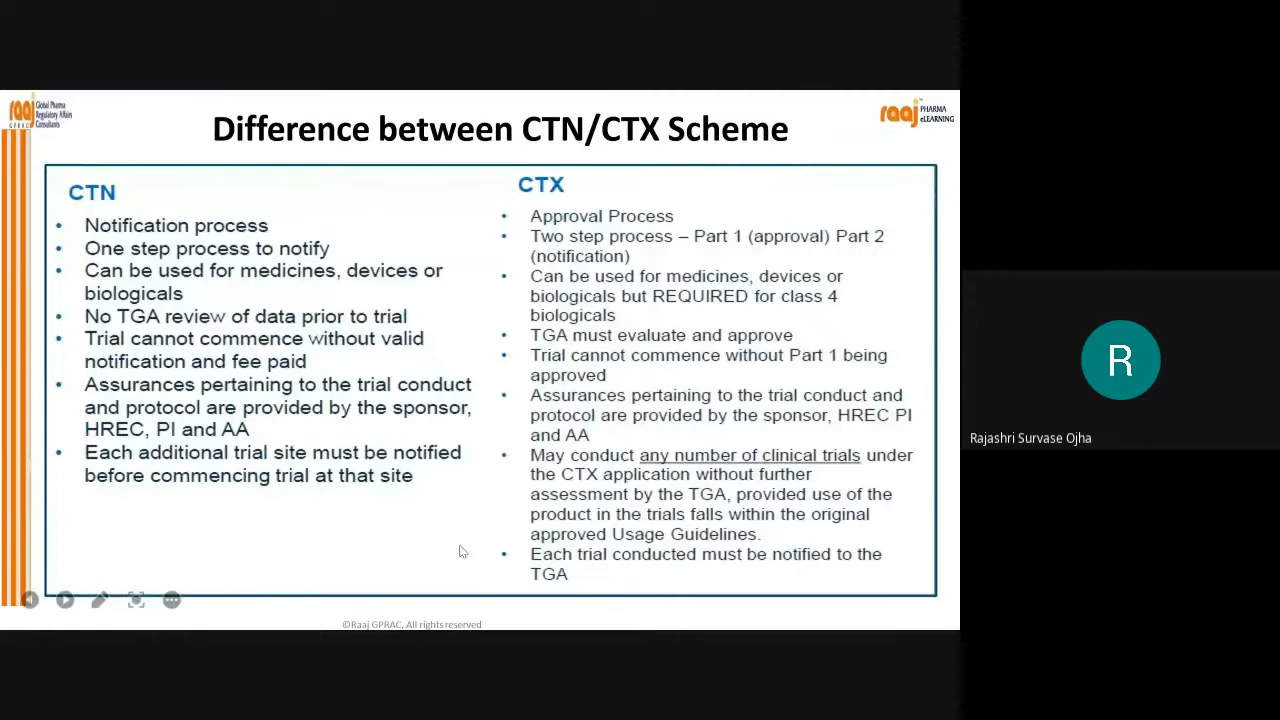 raaj
GPRAC
Global Pharma
Regulatory Affairs
Consultants
Difference between CTN/CTX Scheme
raaj
PHARMA
eLEARNING
CTN
• Notification process
• One step process to notify
• Can be used for medicines, devices or
biologicals
• No TGA review of data prior to trial
• Trial cannot commence without valid
notification and fee paid
• Assurances pertaining to the trial conduct
and protocol are provided by the sponsor,
HREC, PI and AA
• Each additional trial site must be notified
before commencing trial at that site
CTX
• Approval Process
• Two step process – Part 1 (approval) Part 2
(notification)
• Can be used for medicines, devices or
biologicals but REQUIRED for class 4
biologicals
• TGA must evaluate and approve
• Trial cannot commence without Part 1 being
approved
• Assurances pertaining to the trial conduct and
protocol are provided by the sponsor, HREC PI
and AA
• May conduct any number of clinical trials under
the CTX application without further
assessment by the TGA, provided use of the
product in the trials falls within the original
approved Usage Guidelines.
• Each trial conducted must be notified to the
TGA
©Raaj GPRAC, All rights reserved
R
Rajashri Survase Ojha